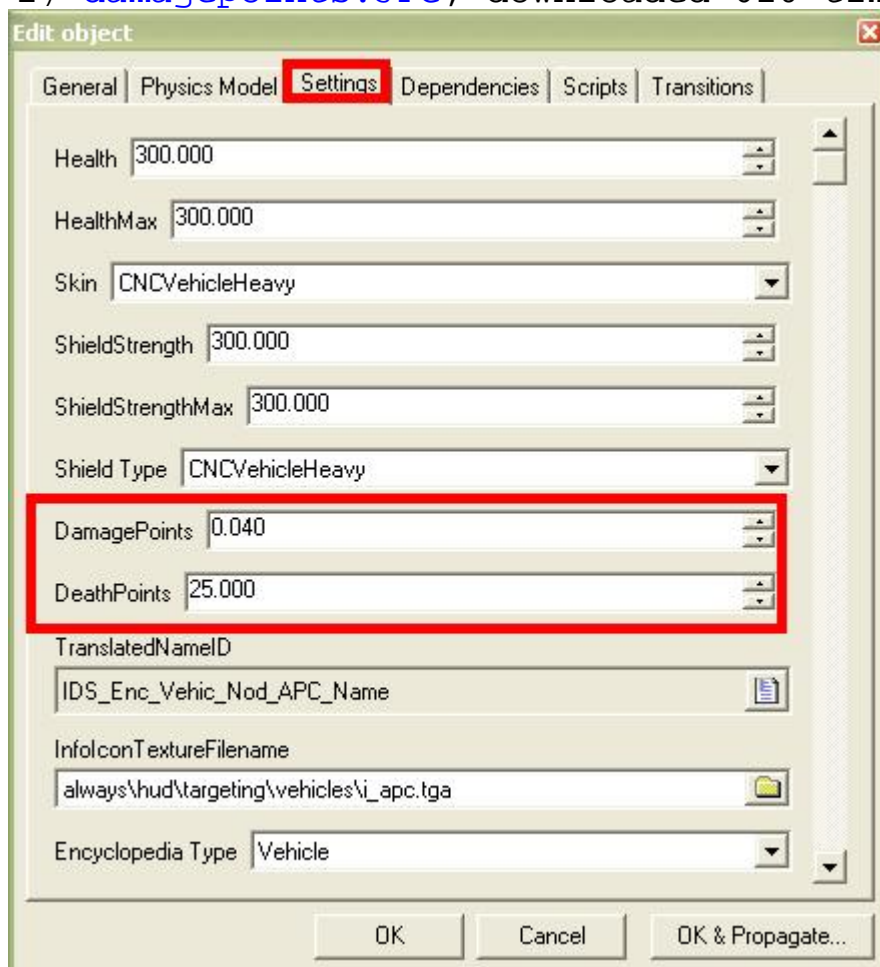 Edit object
General Physics Model Settings Dependencies Scripts Transitions
Health 300.000
HealthMax 300.000
Skin CNCVehicleHeavy
ShieldStrength 300.000
ShieldStrengthMax 300.000
Shield Type CNCVehicleHeavy
DamagePoints 0.040
DeathPoints 25.000
TranslatedNameID
IDS_Enc_Vehic_Nod_APC_Name
InfoIconTextureFilename
always\hud\targeting\vehicles\i_apc.tga
Encyclopedia Type Vehicle
OK Cancel OK & Propagate...